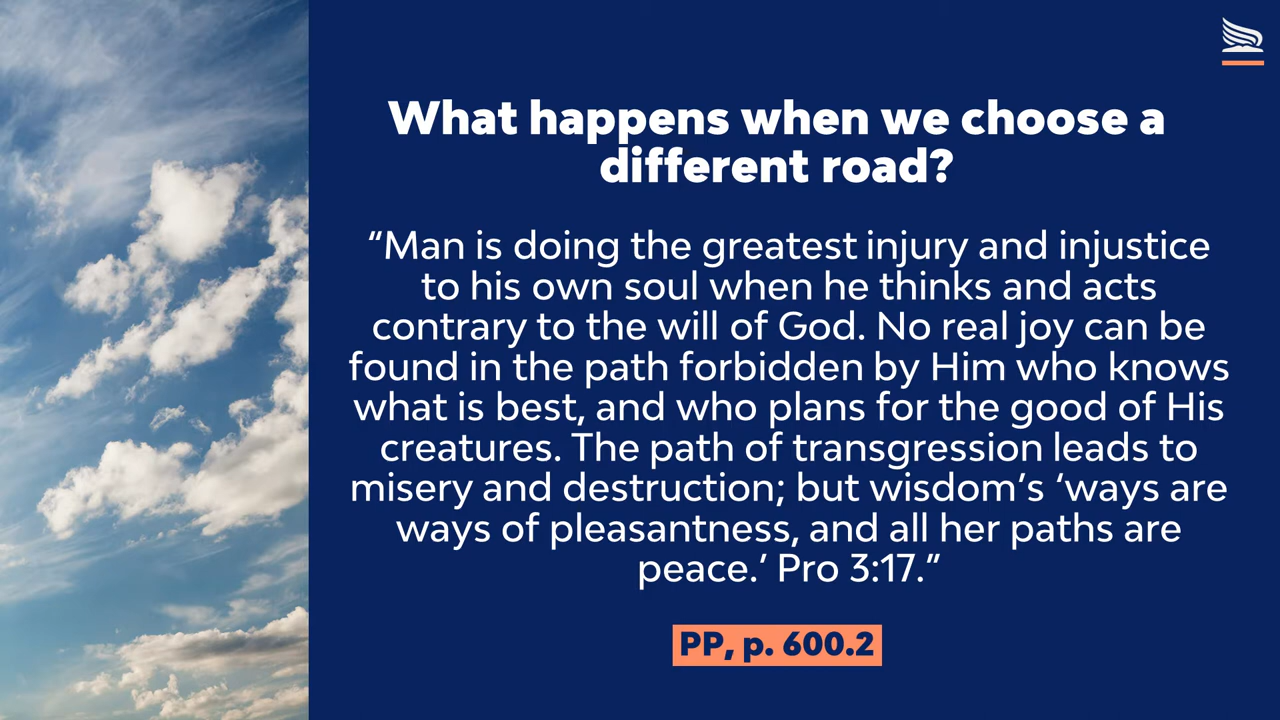 What happens when we choose a
different road?
“Man is doing the greatest injury and injustice
to his own soul when he thinks and acts
contrary to the will of God. No real joy can be
found in the path forbidden by Him who knows
what is best, and who plans for the good of His
creatures. The path of transgression leads to
misery and destruction; but wisdom’s ‘ways are
ways of pleasantness, and all her paths are
peace.’ Pro 3:17.”
PP, p. 600.2